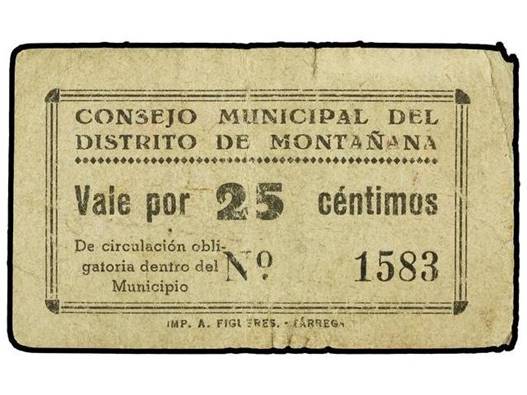 CONSEJO MUNICIPAL DEL
DISTRITO DE MONTAÑANA
Vale por 25 céntimos
De circulación obli-
gatoria dentro del
Municipio
Nº 1583
IMP. A. FIGUERES. - TÁRREGA